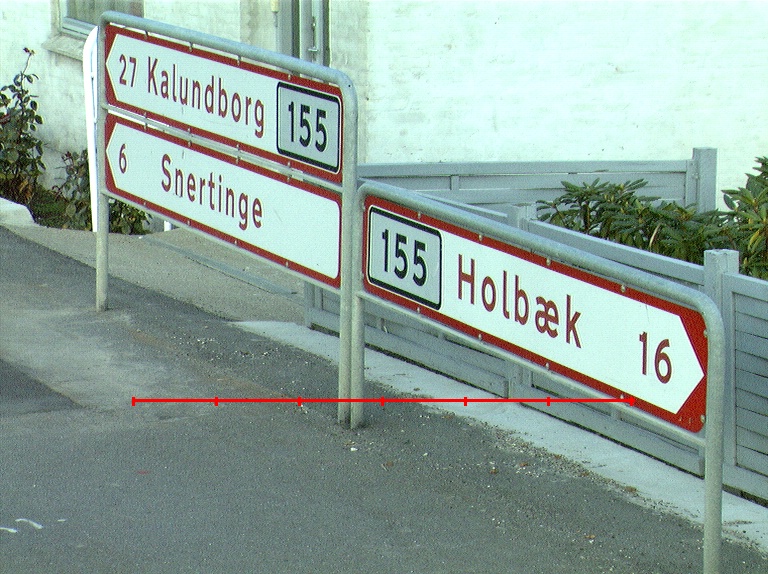 27 Kalundborg 155
6 Snertinge
155 Holbæk 16